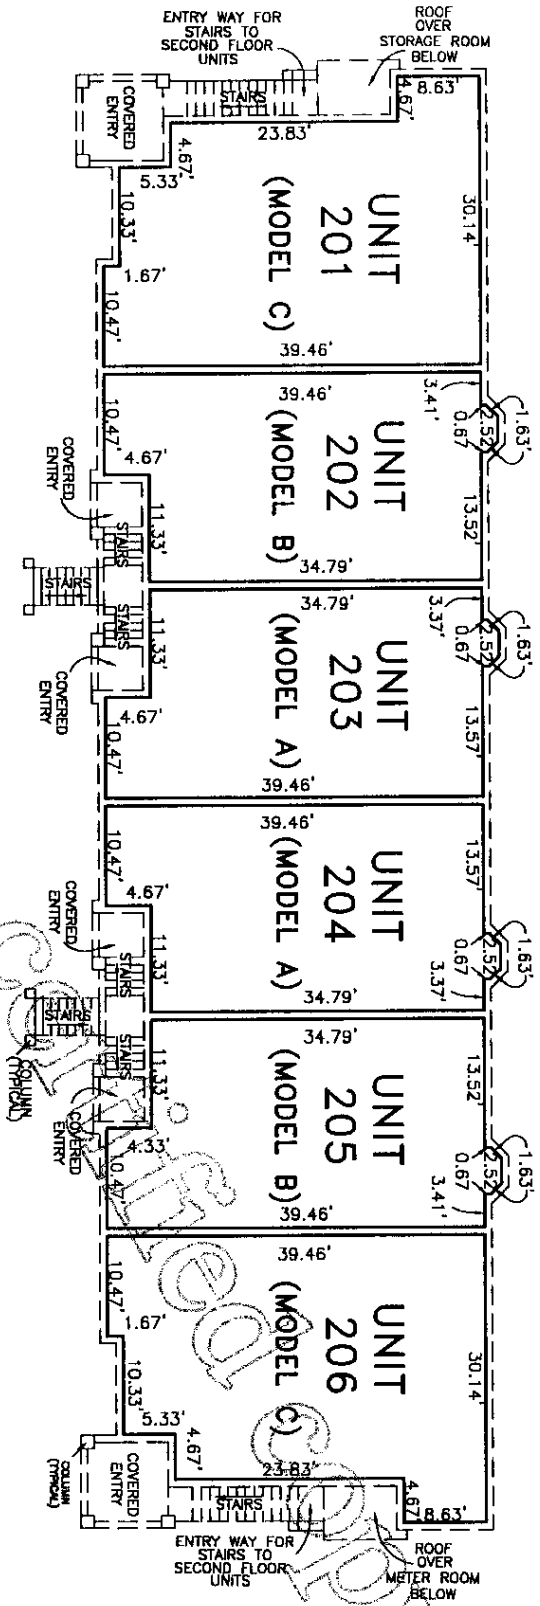 ENTRY WAY FOR
STAIRS TO
SECOND FLOOR
UNITS
ROOF
OVER
STORAGE ROOM
BELOW
COVERED
ENTRY
STAIRS
4.67'
8.63'
23.83'
4.67'
5.33'
10.33'
1.67'
10.47'
30.14'
UNIT
201
(MODEL C)
39.46'
39.46'
10.47'
4.67'
COVERED
ENTRY
11.33'
STAIRS
STAIRS
3.41'
0.67
2.52'
1.63'
13.52'
UNIT
202
(MODEL B)
34.79'
34.79'
STAIRS
11.33'
COVERED
ENTRY
4.67'
10.47'
3.37'
0.67
2.52'
1.63'
13.57'
UNIT
203
(MODEL A)
39.46'
39.46'
10.47'
4.67'
COVERED
ENTRY
11.33'
STAIRS
STAIRS
13.57'
0.67
2.52'
1.63'
3.37'
UNIT
204
(MODEL A)
34.79'
34.79'
STAIRS
11.33'
COLUMN
(TYPICAL)
COVERED
ENTRY
4.33'
10.47'
13.52'
0.67
2.52'
1.63'
3.41'
UNIT
205
(MODEL B)
39.46'
39.46'
10.47'
1.67'
10.33'
5.33'
4.67'
23.83'
30.14'
UNIT
206
(MODEL C)
4.67'
8.63'
COLUMN
(TYPICAL)
COVERED
ENTRY
STAIRS
ENTRY WAY FOR
STAIRS TO
SECOND FLOOR
UNITS
ROOF
OVER
METER ROOM
BELOW
certified cop